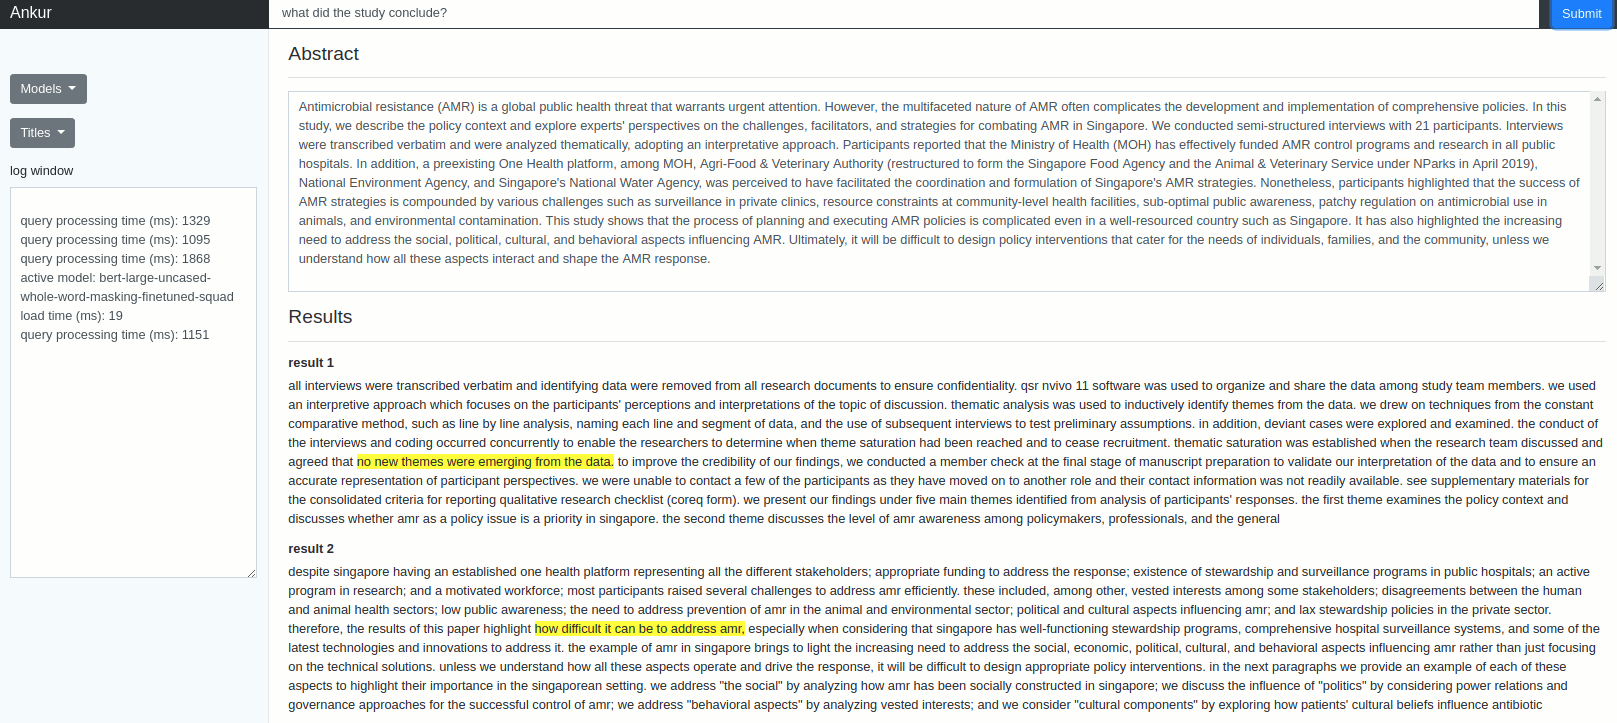 Ankur
what did the study conclude?
Submit
Models
Titles
log window
query processing time (ms): 1329
query processing time (ms): 1095
query processing time (ms): 1868
active model: bert-large-uncased-
whole-word-masking-finetuned-squad
load time (ms): 19
query processing time (ms): 1151
Abstract
Antimicrobial resistance (AMR) is a global public health threat that warrants urgent attention. However, the multifaceted nature of AMR often complicates the development and implementation of comprehensive policies. In this
study, we describe the policy context and explore experts' perspectives on the challenges, facilitators, and strategies for combating AMR in Singapore. We conducted semi-structured interviews with 21 participants. Interviews
were transcribed verbatim and were analyzed thematically, adopting an interpretative approach. Participants reported that the Ministry of Health (MOH) has effectively funded AMR control programs and research in all public
hospitals. In addition, a preexisting One Health platform, among MOH, Agri-Food & Veterinary Authority (restructured to form the Singapore Food Agency and the Animal & Veterinary Service under NParks in April 2019),
National Environment Agency, and Singapore's National Water Agency, was perceived to have facilitated the coordination and formulation of Singapore's AMR strategies. Nonetheless, participants highlighted that the success of
AMR strategies is compounded by various challenges such as surveillance in private clinics, resource constraints at community-level health facilities, sub-optimal public awareness, patchy regulation on antimicrobial use in
animals, and environmental contamination. This study shows that the process of planning and executing AMR policies is complicated even in a well-resourced country such as Singapore. It has also highlighted the increasing
need to address the social, political, cultural, and behavioral aspects influencing AMR. Ultimately, it will be difficult to design policy interventions that cater for the needs of individuals, families, and the community, unless we
understand how all these aspects interact and shape the AMR response.
Results
result 1
all interviews were transcribed verbatim and identifying data were removed from all research documents to ensure confidentiality. qsr nvivo 11 software was used to organize and share the data among study team members. we used
an interpretive approach which focuses on the participants' perceptions and interpretations of the topic of discussion. thematic analysis was used to inductively identify themes from the data. we drew on techniques from the constant
comparative method, such as line by line analysis, naming each line and segment of data, and the use of subsequent interviews to test preliminary assumptions. in addition, deviant cases were explored and examined. the conduct of
the interviews and coding occurred concurrently to enable the researchers to determine when theme saturation had been reached and to cease recruitment. thematic saturation was established when the research team discussed and
agreed that no new themes were emerging from the data. to improve the credibility of our findings, we conducted a member check at the final stage of manuscript preparation to validate our interpretation of the data and to ensure an
accurate representation of participant perspectives. we were unable to contact a few of the participants as they have moved on to another role and their contact information was not readily available. see supplementary materials for
the consolidated criteria for reporting qualitative research checklist (coreq form). we present our findings under five main themes identified from analysis of participants' responses. the first theme examines the policy context and
discusses whether amr as a policy issue is a priority in singapore. the second theme discusses the level of amr awareness among policymakers, professionals, and the general
result 2
despite singapore having an established one health platform representing all the different stakeholders; appropriate funding to address the response; existence of stewardship and surveillance programs in public hospitals; an active
program in research; and a motivated workforce; most participants raised several challenges to address amr efficiently. these included, among other, vested interests among some stakeholders; disagreements between the human
and animal health sectors; low public awareness; the need to address prevention of amr in the animal and environmental sector; political and cultural aspects influencing amr; and lax stewardship policies in the private sector.
therefore, the results of this paper highlight how difficult it can be to address amr, especially when considering that singapore has well-functioning stewardship programs, comprehensive hospital surveillance systems, and some of the
latest technologies and innovations to address it. the example of amr in singapore brings to light the increasing need to address the social, economic, political, cultural, and behavioral aspects influencing amr rather than just focusing
on the technical solutions. unless we understand how all these aspects operate and drive the response, it will be difficult to design appropriate policy interventions. in the next paragraphs we provide an example of each of these
aspects to highlight their importance in the singaporean setting. we address "the social" by analyzing how amr has been socially constructed in singapore; we discuss the influence of "politics" by considering power relations and
governance approaches for the successful control of amr; we address "behavioral aspects" by analyzing vested interests; and we consider "cultural components" by exploring how patients' cultural beliefs influence antibiotic